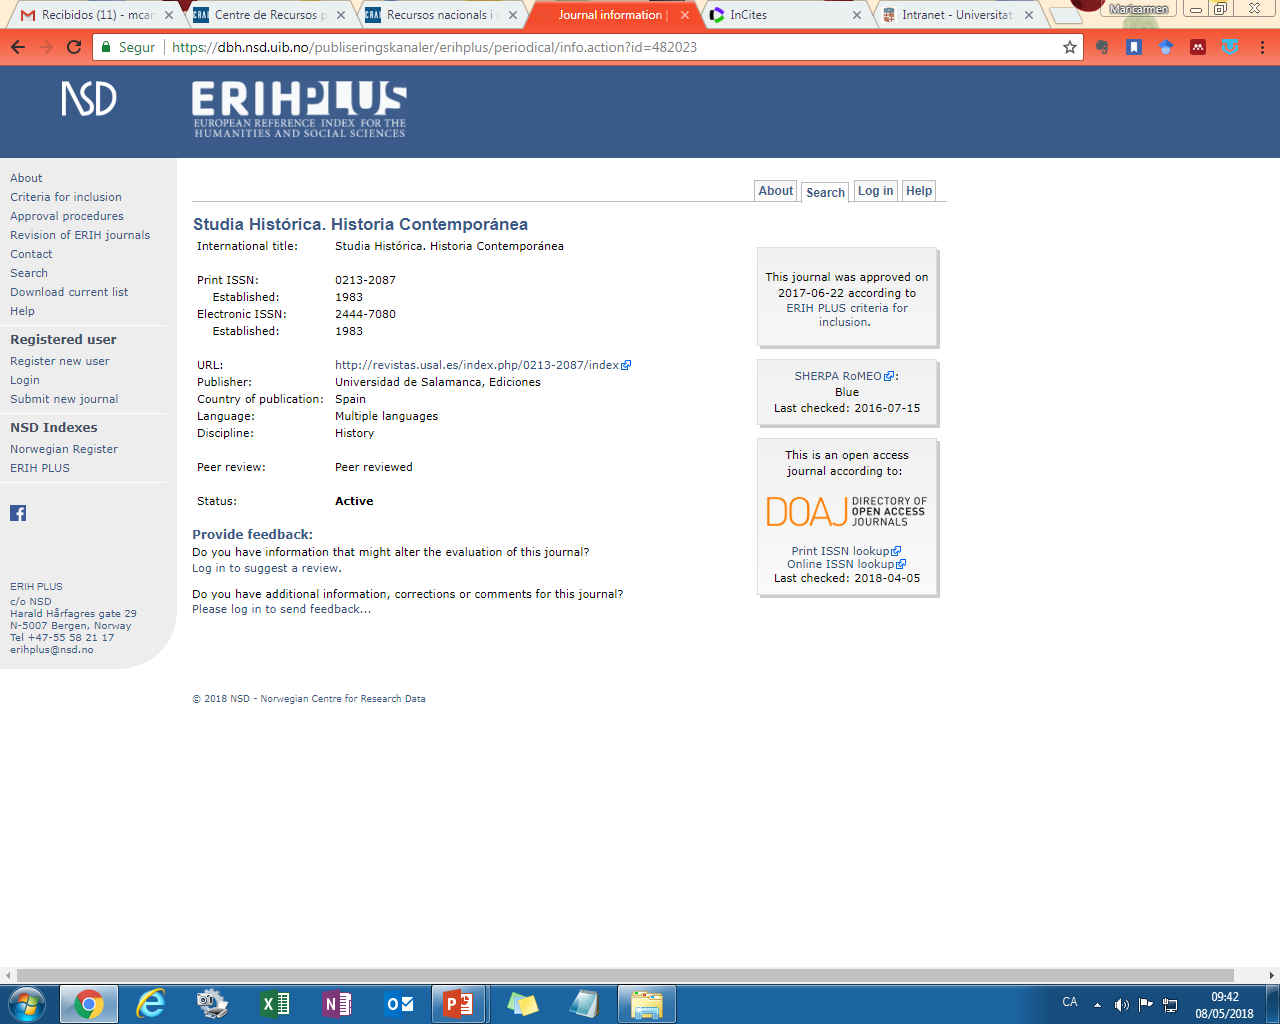 Recibidos (11) - mcan
Centre de Recursos p
Recursos nacionals i i
Journal information |
InCites
Intranet - Universitat
Maricarmen
Segur
https://dbh.nsd.uib.no/publiseringskanaler/erihplus/periodical/info.action?id=482023
NSD
ERIH PLUS
EUROPEAN REFERENCE INDEX FOR THE
HUMANITIES AND SOCIAL SCIENCES
About
Criteria for inclusion
Approval procedures
Revision of ERIH journals
Contact
Search
Download current list
Help
Registered user
Register new user
Login
Submit new journal
NSD Indexes
Norwegian Register
ERIH PLUS
ERIH PLUS
c/o NSD
Harald Hårfagres gate 29
N-5007 Bergen, Norway
Tel +47-55 58 21 17
erihplus@nsd.no
About Search Log in Help
Studia Histórica. Historia Contemporánea
International title: Studia Histórica. Historia Contemporánea
Print ISSN: 0213-2087
Established: 1983
Electronic ISSN: 2444-7080
Established: 1983
URL: http://revistas.usal.es/index.php/0213-2087/index
Publisher: Universidad de Salamanca, Ediciones
Country of publication: Spain
Language: Multiple languages
Discipline: History
Peer review: Peer reviewed
Status: Active
Provide feedback:
Do you have information that might alter the evaluation of this journal?
Log in to suggest a review.
Do you have additional information, corrections or comments for this journal?
Please log in to send feedback...
This journal was approved on
2017-06-22 according to
ERIH PLUS criteria for
inclusion.
SHERPA RoMEO:
Blue
Last checked: 2016-07-15
This is an open access
journal according to:
DOAJ DIRECTORY OF
OPEN ACCESS
JOURNALS
Print ISSN lookup
Online ISSN lookup
Last checked: 2018-04-05
© 2018 NSD - Norwegian Centre for Research Data
CA
09:42
08/05/2018